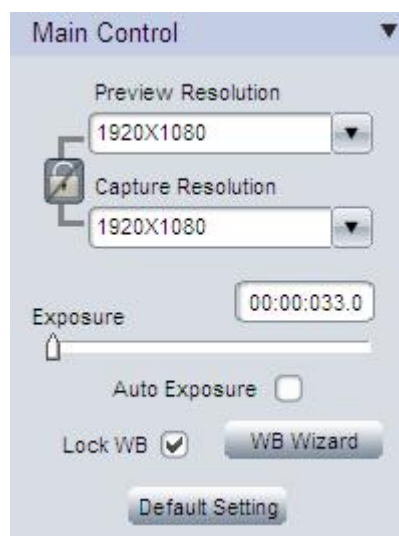 Main Control
Preview Resolution
1920X1080
Capture Resolution
1920X1080
Exposure 00:00:033.0
Auto Exposure
Lock WB WB Wizard
Default Setting